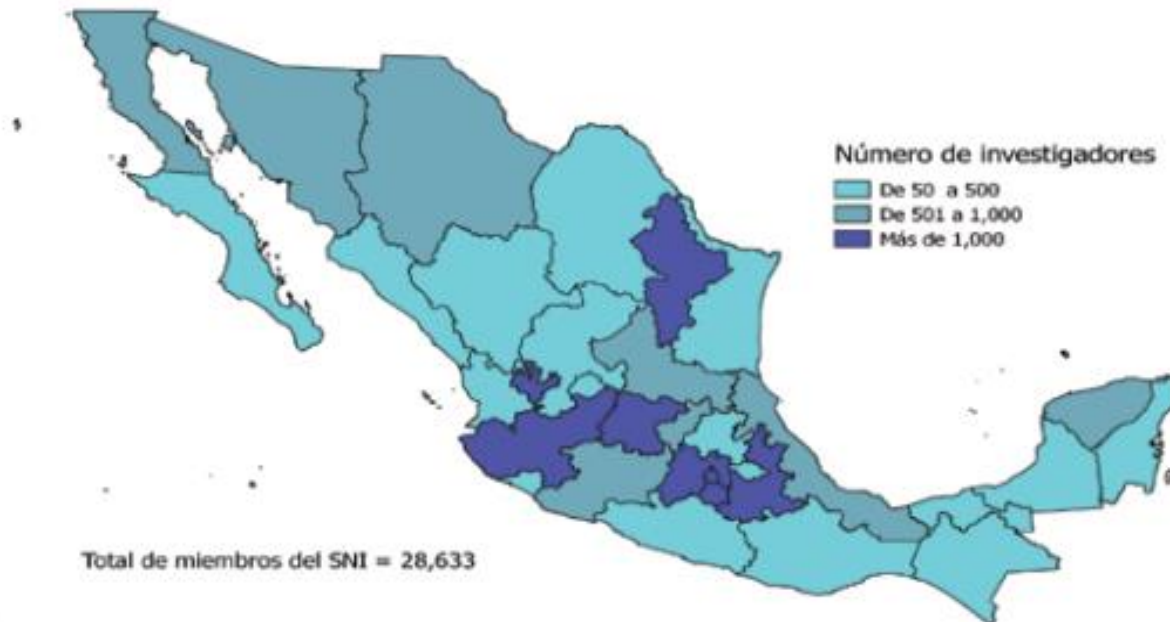 Número de investigadores
De 50 a 500
De 501 a 1,000
Más de 1,000
Total de miembros del SNI = 28,633